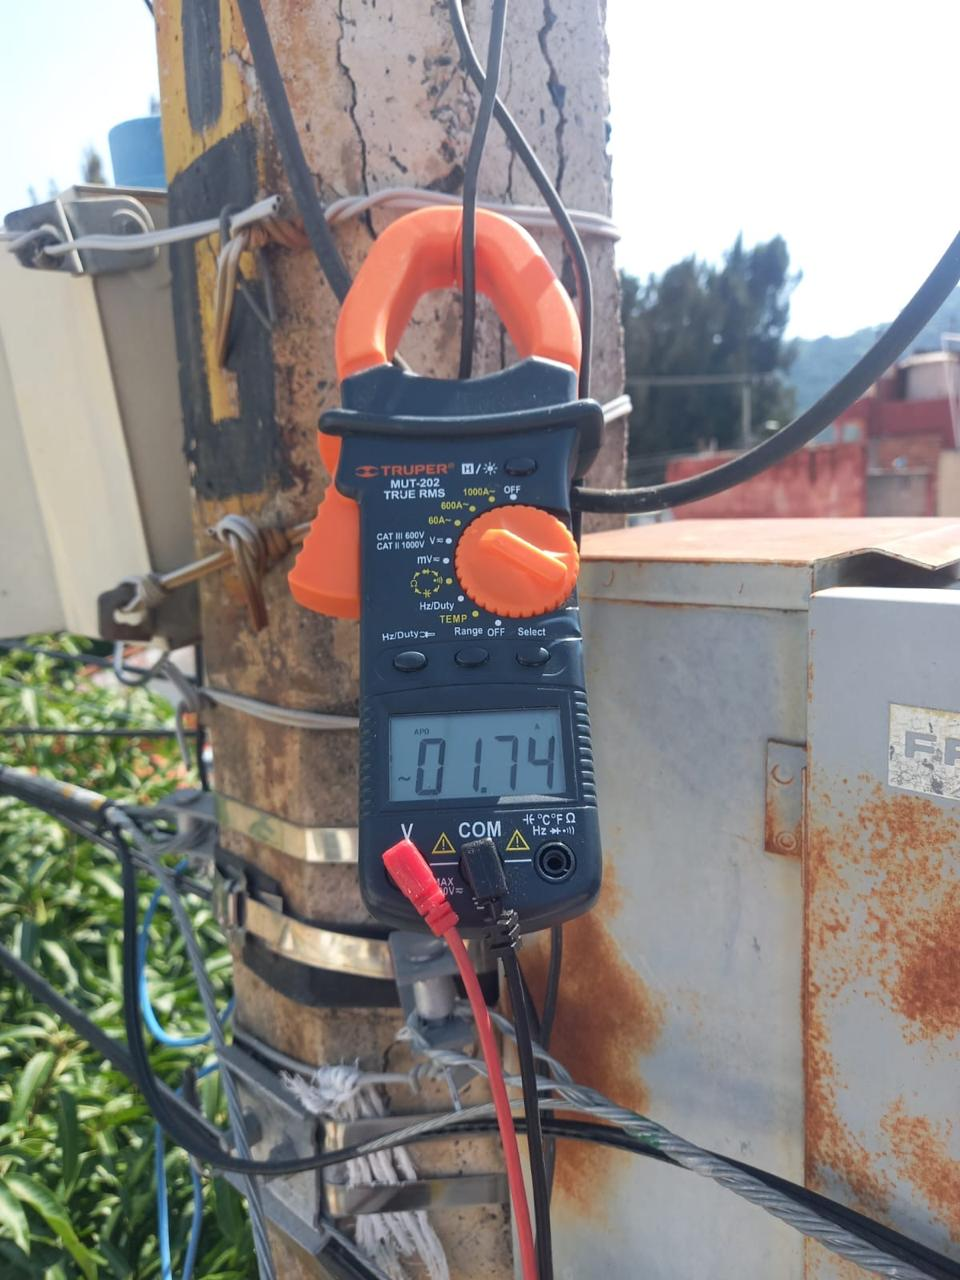 TRUPER® H/
MUT-202
TRUE RMS
1000A~ OFF
600A~
60A~
CAT III 600V
CAT II 1000V
V
mV
Ω
Hz/Duty
TEMP
OFF
Hz/Duty Range Select
APO A
~01.74
V COM °C°F Ω
Hz
MAX